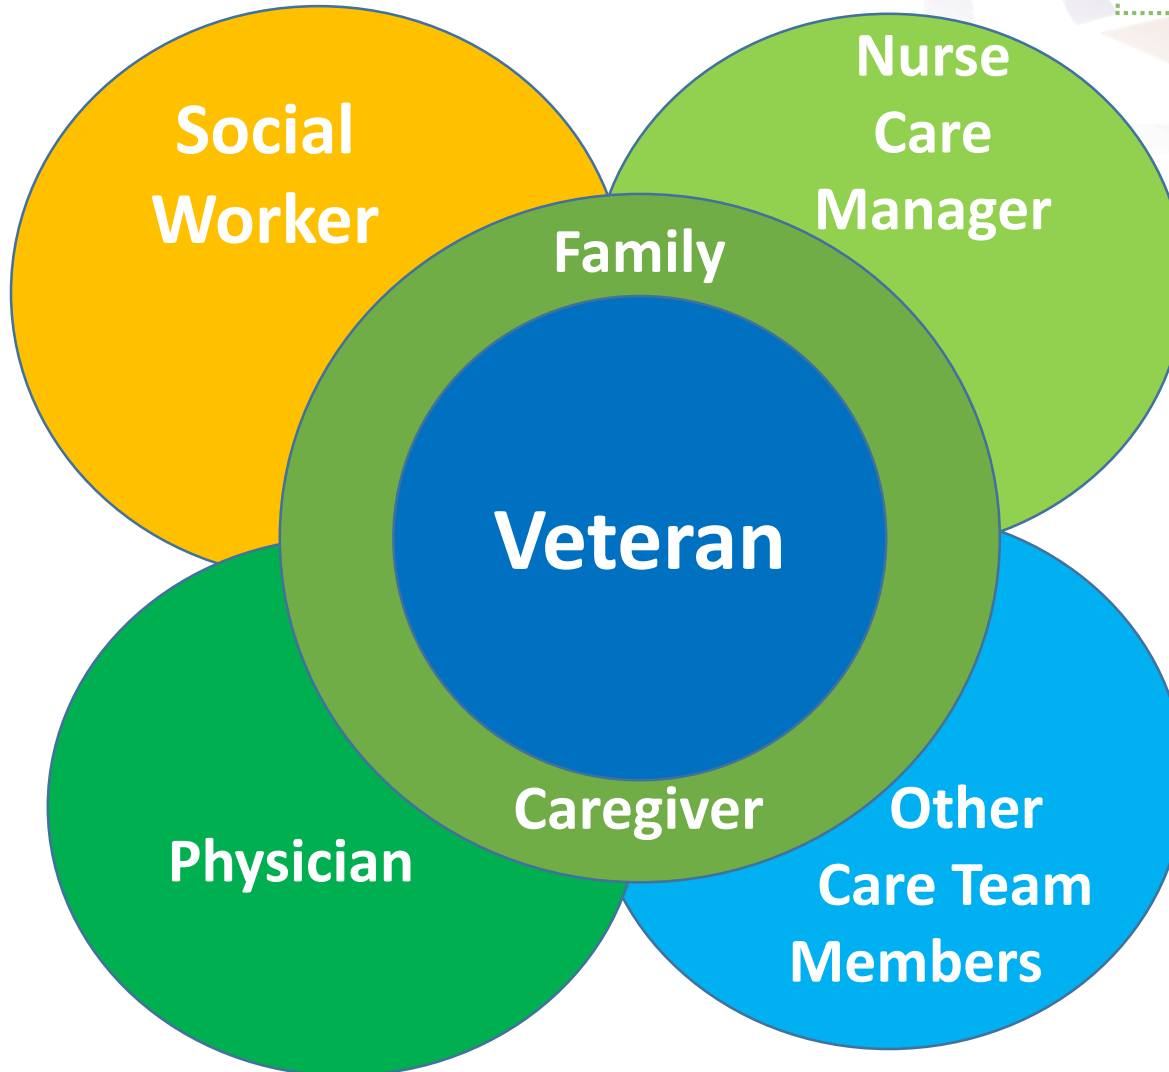 Social
Worker
Nurse
Care
Manager
Family
Veteran
Caregiver
Physician
Other
Care Team
Members